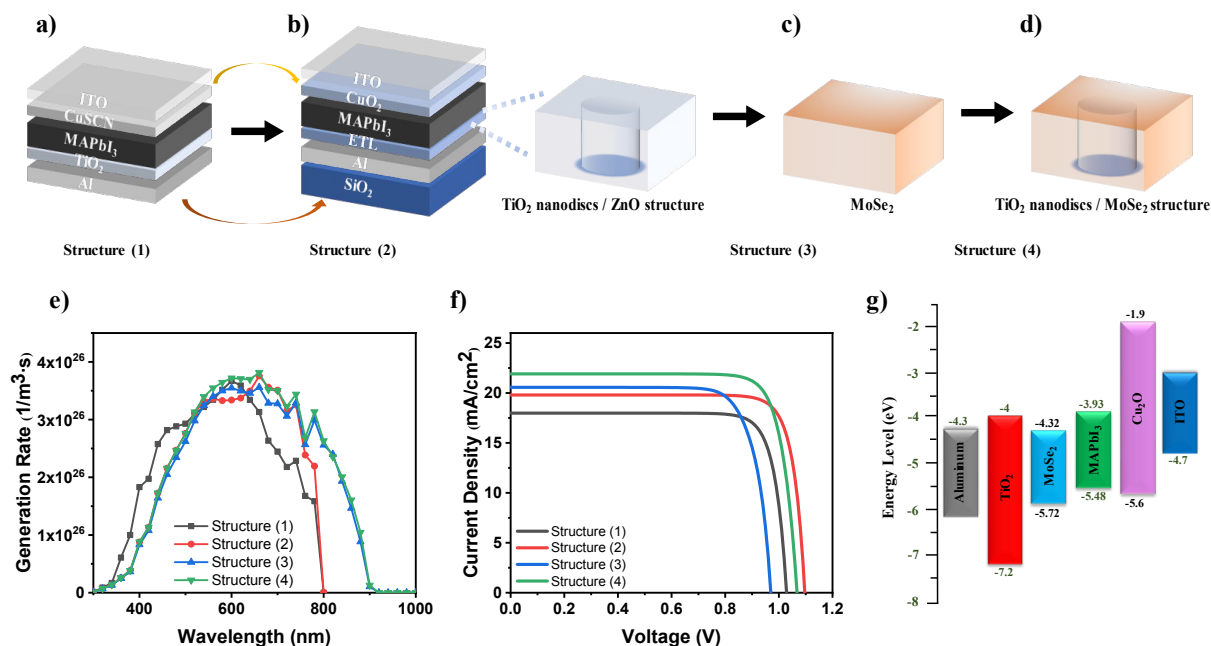 a)
b)
c)
d)
ITO
CuSCN
MAPbI₃
TiO₂
Al
ITO
CuO₂
MAPbI₃
ETL
Al
SiO₂
TiO₂ nanodiscs / ZnO structure
MoSe₂
TiO₂ nanodiscs / MoSe₂ structure
Structure (1)
Structure (2)
Structure (3)
Structure (4)
e)
Generation Rate (1/m³·s)
4x10²⁶
3x10²⁶
2x10²⁶
1x10²⁶
0
400
600
800
1000
Wavelength (nm)
Structure (1)
Structure (2)
Structure (3)
Structure (4)
f)
Current Density (mA/cm2)
25
20
15
10
5
0
0.0
0.2
0.4
0.6
0.8
1.0
1.2
Voltage (V)
Structure (1)
Structure (2)
Structure (3)
Structure (4)
g)
Energy Level (eV)
-2
-3
-4
-5
-6
-7
-8
-4.3
Aluminum
-4
TiO₂
-7.2
-4.32
MoSe₂
-5.72
-3.93
MAPbI₃
-5.48
-1.9
Cu₂O
-5.6
ITO
-4.7